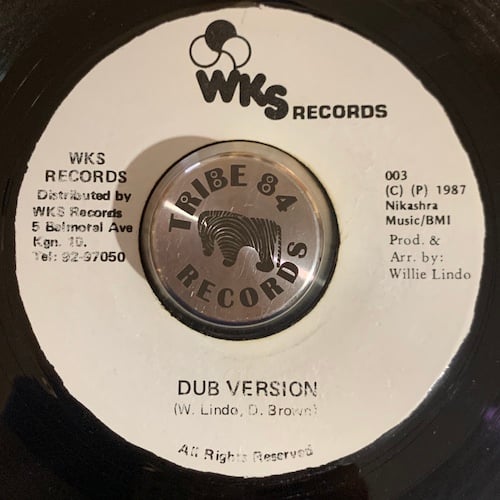 WKS RECORDS
WKS
RECORDS
Distributed by
WKS Records
5 Balmoral Ave
Kgn. 10.
Tel: 92-97050
003
(C) (P) 1987
Nikashra
Music/BMI
Prod. &
Arr. by:
Willie Lindo
TRIBE 84
RECORDS
DUB VERSION
(W. Lindo, D. Brown)
All Rights Reserved